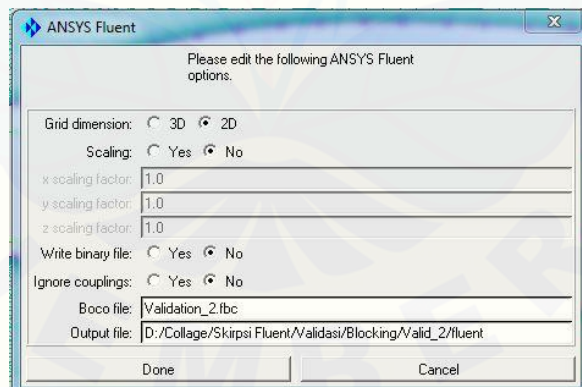 ANSYS Fluent
Please edit the following ANSYS Fluent
options.
Grid dimension: 3D 2D
Scaling: Yes No
x scaling factor: 1.0
y scaling factor: 1.0
z scaling factor: 1.0
Write binary file: Yes No
Ignore couplings: Yes No
Boco file: Validation_2.fbc
Output file: D:/Collage/Skirpsi Fluent/Validasi/Blocking/Valid_2/fluent
Done Cancel